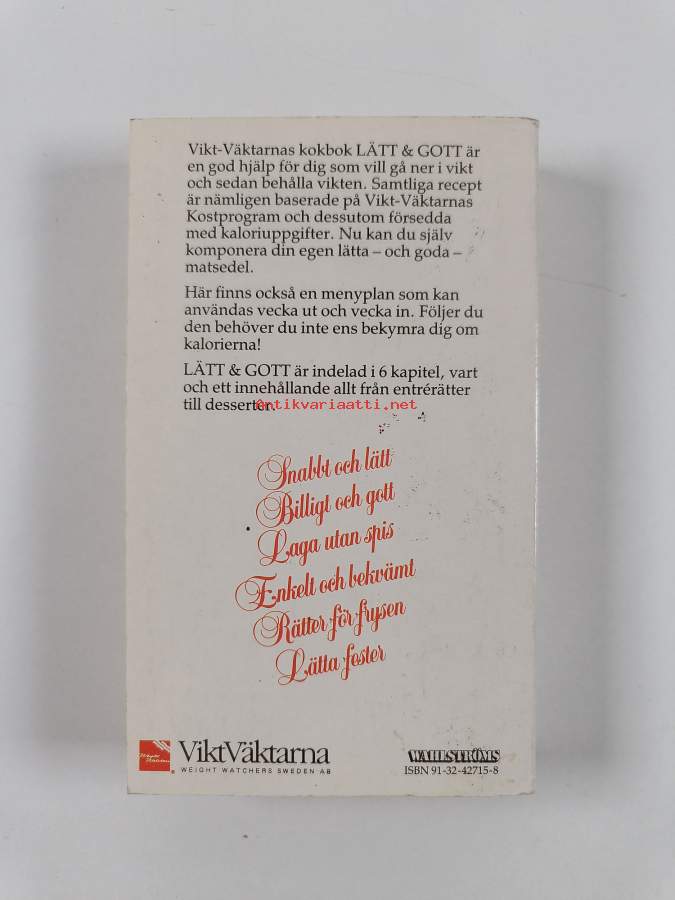 Vikt-Väktarnas kokbok LÄTT & GOTT är
en god hjälp för dig som vill gå ner i vikt
och sedan behålla vikten. Samtliga recept
är nämligen baserade på Vikt-Väktarnas
Kostprogram och dessutom försedda
med kaloriuppgifter. Nu kan du själv
komponera din egen lätta – och goda –
matsedel.
Här finns också en menyplan som kan
användas vecka ut och vecka in. Följer du
den behöver du inte ens bekymra dig om
kalorierna!
LÄTT & GOTT är indelad i 6 kapitel, vart
och ett innehållande allt från entrérätter
till desserter.
antikvariaatti.net
Snabbt och lätt
Billigt och gott
Laga utan spis
Enkelt och bekvämt
Rätter för frysen
Lätta fester
ViktVäktarna
WEIGHT WATCHERS SWEDEN AB
WAHLSTRÖMS
ISBN 91-32-42715-8